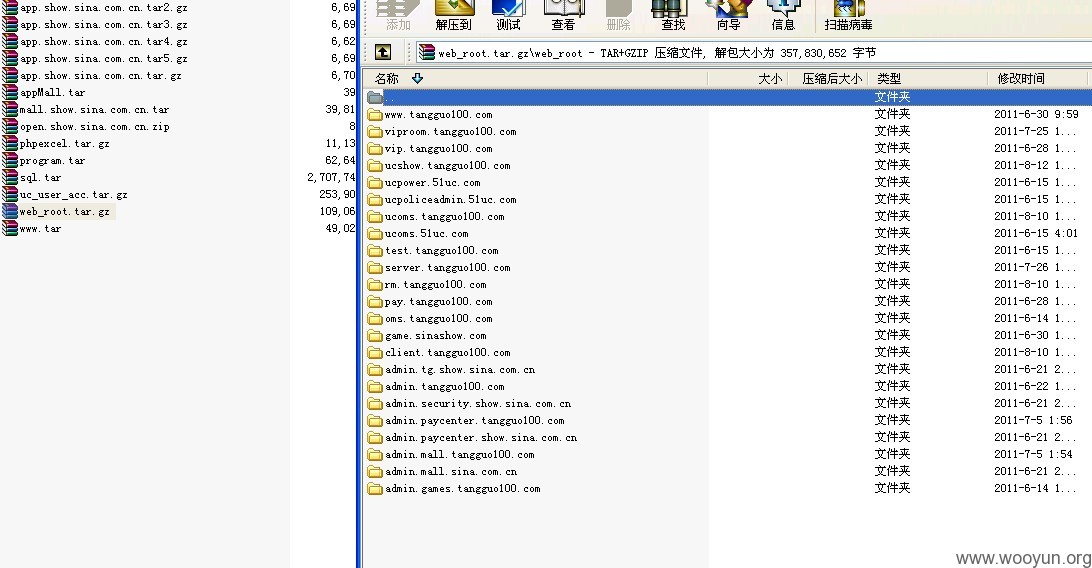 app.show.sina.com.cn.tar2.gz 6,69
app.show.sina.com.cn.tar3.gz 6,69
app.show.sina.com.cn.tar4.gz 6,62
app.show.sina.com.cn.tar5.gz 6,69
app.show.sina.com.cn.tar.gz 6,70
appMall.tar 39
mall.show.sina.com.cn.tar 39,81
open.show.sina.com.cn.zip 8
phpexcel.tar.gz 11,13
program.tar 62,64
sql.tar 2,707,74
uc_user_acc.tar.gz 253,90
web_root.tar.gz 109,06
www.tar 49,02
添加 解压到 测试 查看 删除 查找 向导 信息 扫描病毒
web_root.tar.gz\web_root - TAR+GZIP 压缩文件, 解包大小为 357,830,652 字节
名称 大小 压缩后大小 类型 修改时间
.. 文件夹
www.tangguo100.com 文件夹 2011-6-30 9:59
viproom.tangguo100.com 文件夹 2011-7-25 1...
vip.tangguo100.com 文件夹 2011-6-28 1...
ucshow.tangguo100.com 文件夹 2011-8-12 1...
ucpower.51uc.com 文件夹 2011-6-15 1...
ucpoliceadmin.51uc.com 文件夹 2011-6-15 1...
ucoms.tangguo100.com 文件夹 2011-8-10 1...
ucoms.51uc.com 文件夹 2011-6-15 4:01
test.tangguo100.com 文件夹 2011-6-15 1...
server.tangguo100.com 文件夹 2011-7-26 1...
rm.tangguo100.com 文件夹 2011-8-10 1...
pay.tangguo100.com 文件夹 2011-6-28 1...
oms.tangguo100.com 文件夹 2011-6-14 1...
game.sinashow.com 文件夹 2011-6-30 1...
client.tangguo100.com 文件夹 2011-8-10 1...
admin.tg.show.sina.com.cn 文件夹 2011-6-21 2...
admin.tangguo100.com 文件夹 2011-6-22 1...
admin.security.show.sina.com.cn 文件夹 2011-6-21 2...
admin.paycenter.tangguo100.com 文件夹 2011-7-5 1:56
admin.paycenter.show.sina.com.cn 文件夹 2011-6-21 2...
admin.mall.tangguo100.com 文件夹 2011-7-5 1:54
admin.mall.sina.com.cn 文件夹 2011-6-21 2...
admin.games.tangguo100.com 文件夹 2011-6-14 1...
www.wooyun.org